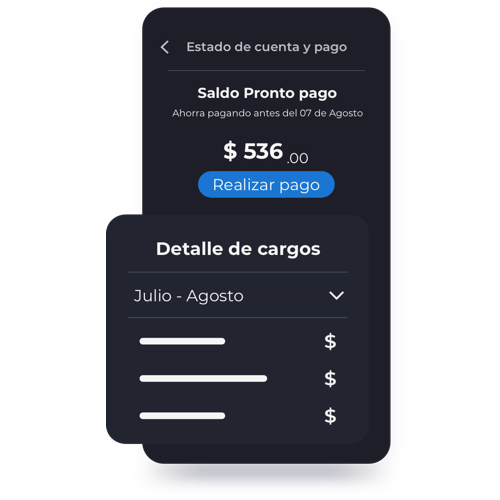 Estado de cuenta y pago
Saldo Pronto pago
Ahorra pagando antes del 07 de Agosto
$ 536 .00
Realizar pago
Detalle de cargos
Julio - Agosto
$
$
$